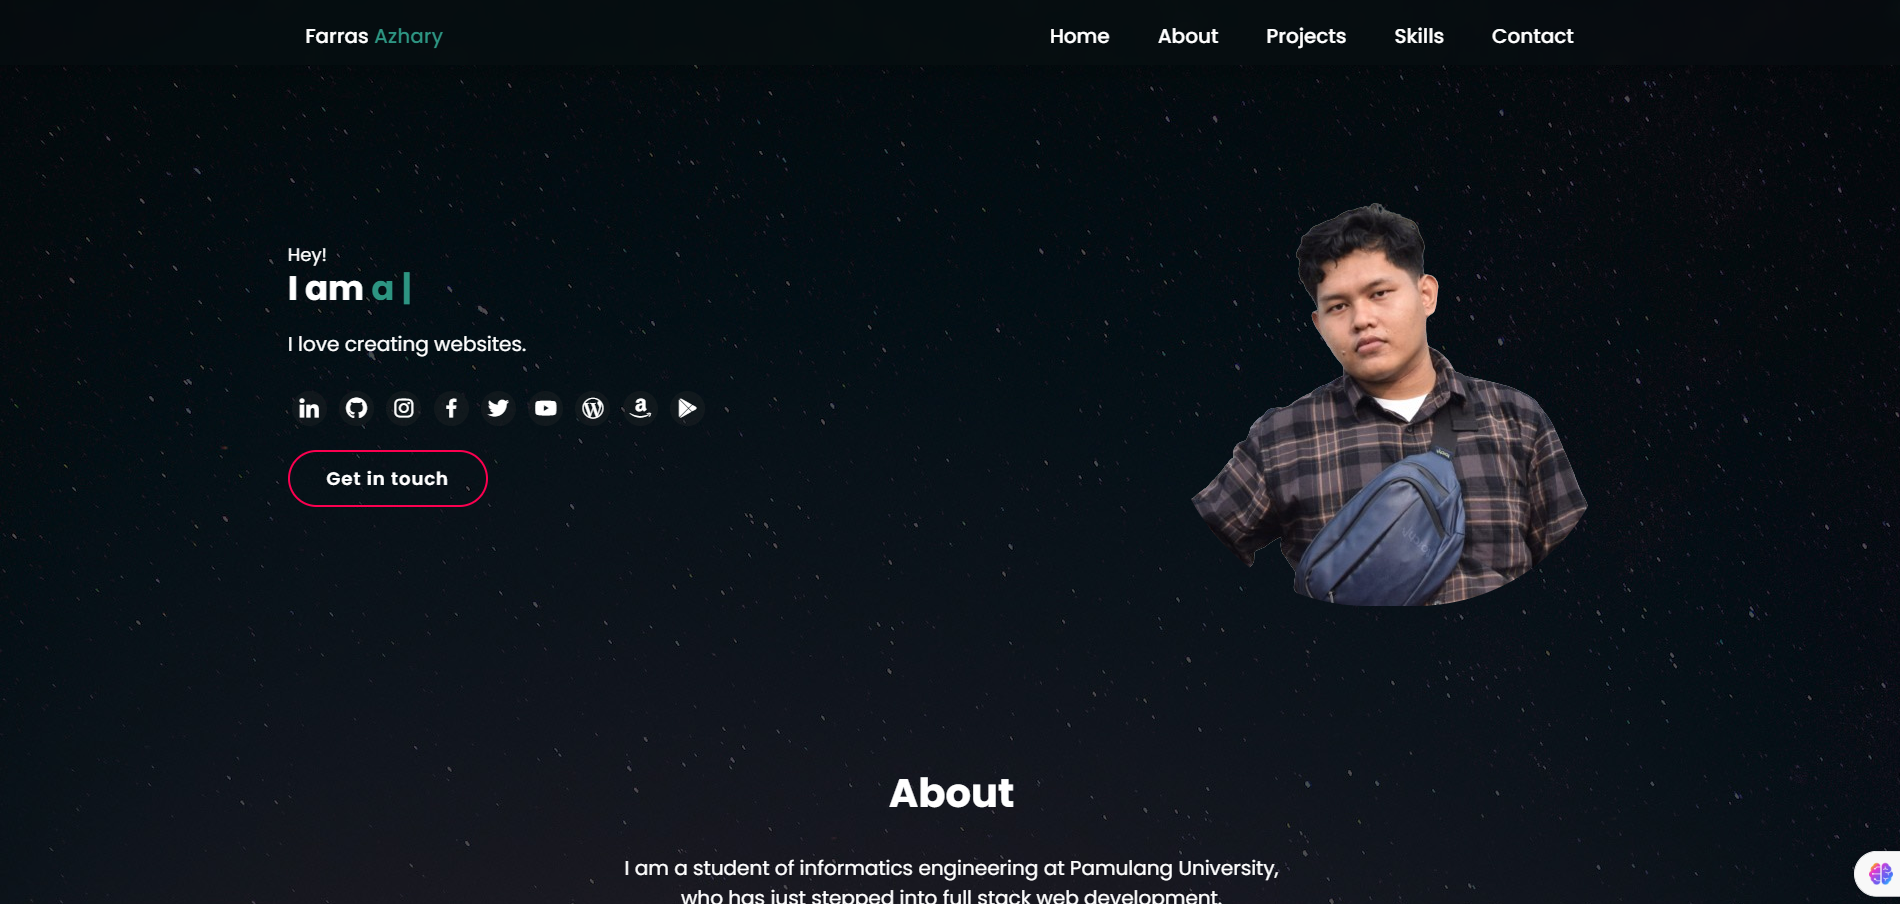 Farras Azhary
Home About Projects Skills Contact
Hey!
I am a |
I love creating websites.
Get in touch
About
I am a student of informatics engineering at Pamulang University,
who has just stepped into full stack web development.